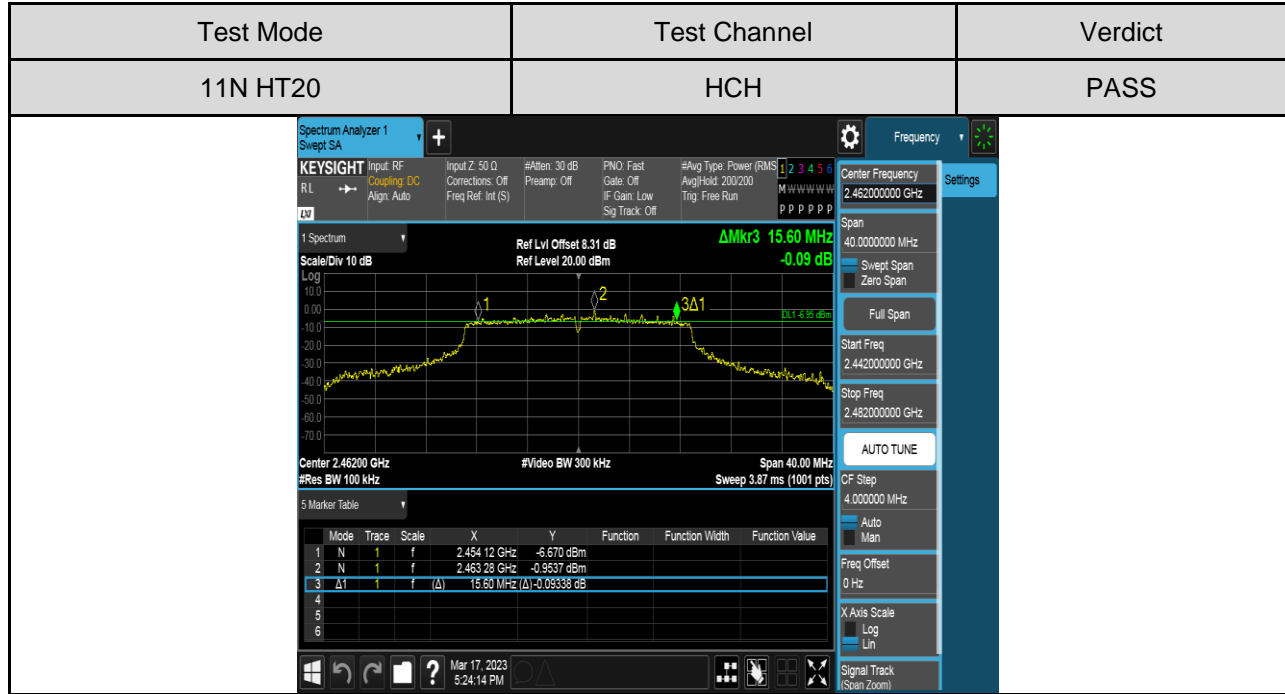 Test Mode Test Channel Verdict
11N HT20 HCH PASS
Spectrum Analyzer 1
Swept SA
+
Frequency
KEYSIGHT Input: RF Input Z: 50 Ω #Atten: 30 dB PNO: Fast #Avg Type: Power (RMS 1 2 3 4 5 6
RL Coupling: DC Corrections: Off Preamp: Off Gate: Off Avg|Hold: 200/200 M W W W W W
Align: Auto Freq Ref: Int (S) IF Gain: Low Trig: Free Run
LXI Sig Track: Off P P P P P P
1 Spectrum
Ref Lvl Offset 8.31 dB ΔMkr3 15.60 MHz
Scale/Div 10 dB Ref Level 20.00 dBm -0.09 dB
Log
10.0
0.00
-10.0
-20.0
-30.0
-40.0
-50.0
-60.0
-70.0
1
2
3Δ1
DL1 -6.95 dBm
Center 2.46200 GHz #Video BW 300 kHz Span 40.00 MHz
#Res BW 100 kHz Sweep 3.87 ms (1001 pts)
5 Marker Table
Mode Trace Scale X Y Function Function Width Function Value
1 N 1 f 2.454 12 GHz -6.670 dBm
2 N 1 f 2.463 28 GHz -0.9537 dBm
3 Δ1 1 f (Δ) 15.60 MHz (Δ) -0.09338 dB
4
5
6
?
Mar 17, 2023
5:24:14 PM
Center Frequency
2.462000000 GHz
Settings
Span
40.0000000 MHz
Swept Span
Zero Span
Full Span
Start Freq
2.442000000 GHz
Stop Freq
2.482000000 GHz
AUTO TUNE
CF Step
4.000000 MHz
Auto
Man
Freq Offset
0 Hz
X Axis Scale
Log
Lin
Signal Track
(Span Zoom)